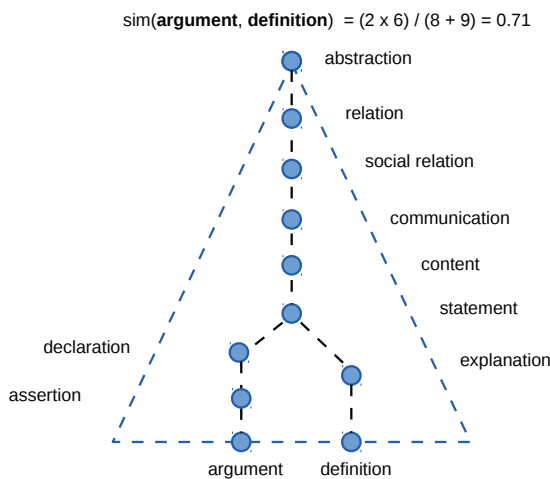 sim(argument, definition) = (2 x 6) / (8 + 9) = 0.71
abstraction
relation
social relation
communication
content
statement
declaration
explanation
assertion
argument definition